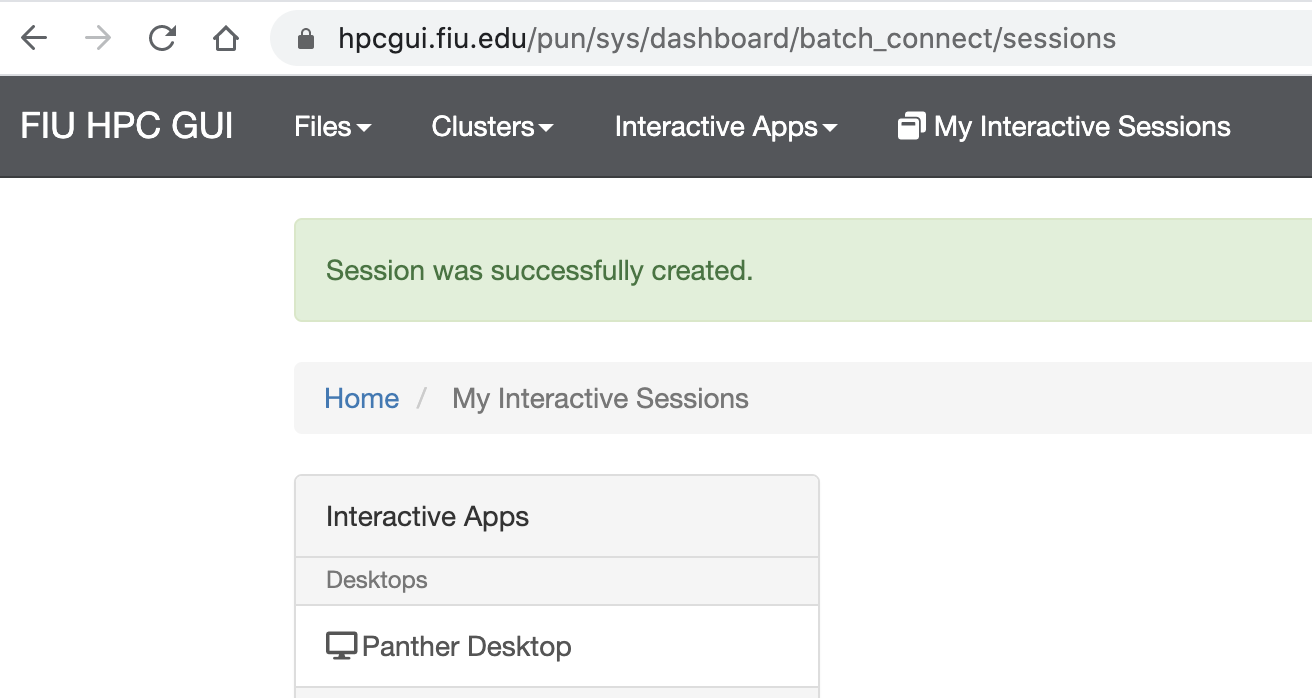 hpcgui.fiu.edu/pun/sys/dashboard/batch_connect/sessions
FIU HPC GUI Files Clusters Interactive Apps My Interactive Sessions
Session was successfully created.
Home / My Interactive Sessions
Interactive Apps
Desktops
Panther Desktop